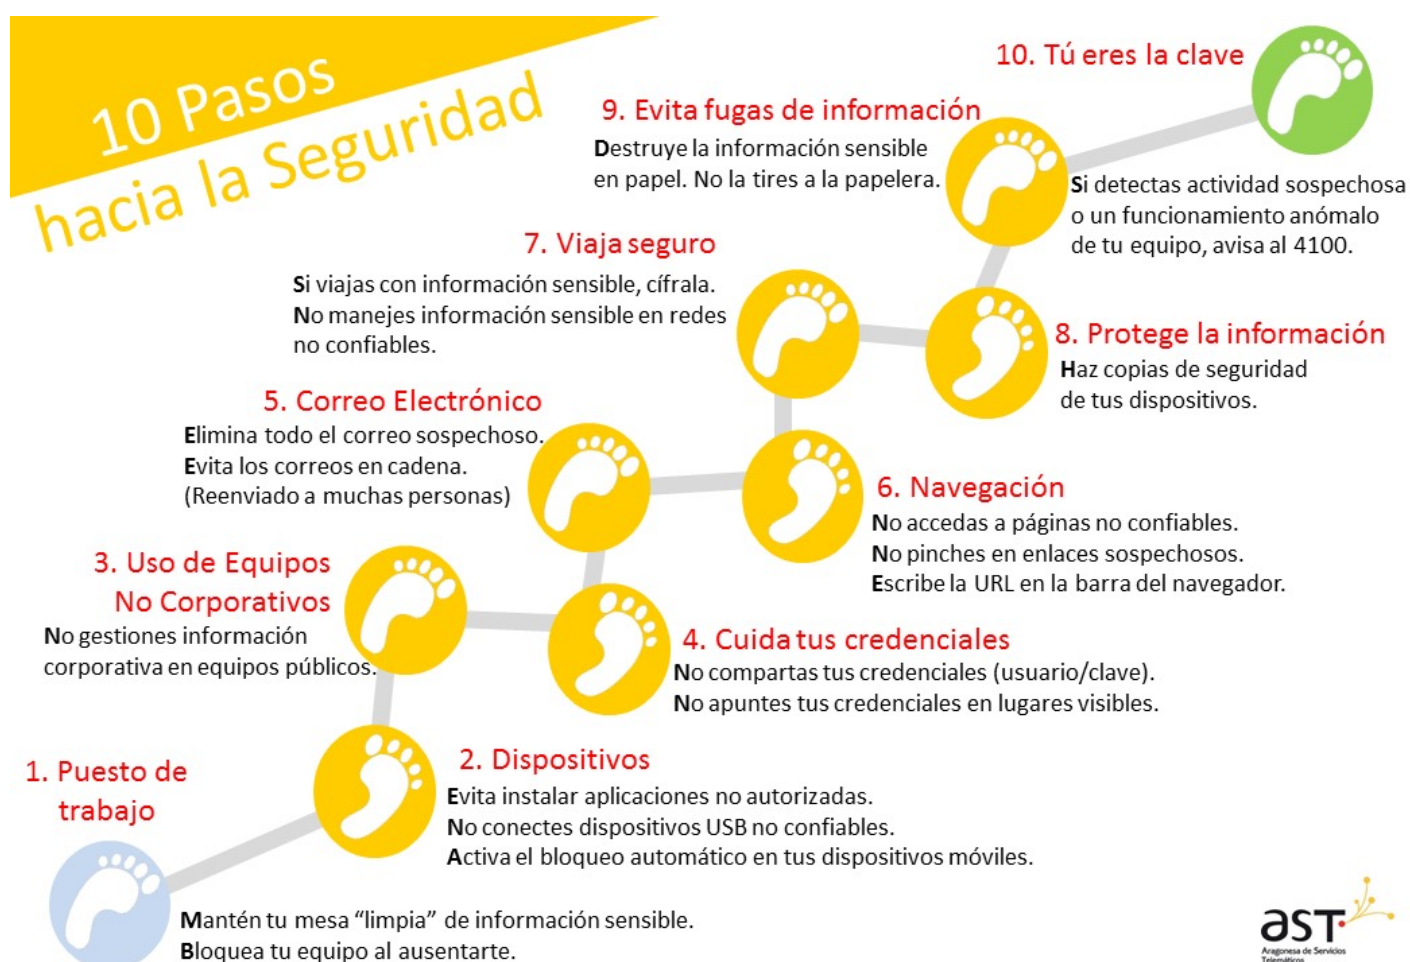 10 Pasos
hacia la Seguridad
1. Puesto de
trabajo
Mantén tu mesa “limpia” de información sensible.
Bloquea tu equipo al ausentarte.
2. Dispositivos
Evita instalar aplicaciones no autorizadas.
No conectes dispositivos USB no confiables.
Activa el bloqueo automático en tus dispositivos móviles.
3. Uso de Equipos
No Corporativos
No gestiones información
corporativa en equipos públicos.
4. Cuida tus credenciales
No compartas tus credenciales (usuario/clave).
No apuntes tus credenciales en lugares visibles.
5. Correo Electrónico
Elimina todo el correo sospechoso.
Evita los correos en cadena.
(Reenviado a muchas personas)
6. Navegación
No accedas a páginas no confiables.
No pinches en enlaces sospechosos.
Escribe la URL en la barra del navegador.
7. Viaja seguro
Si viajas con información sensible, cífrala.
No manejes información sensible en redes
no confiables.
8. Protege la información
Haz copias de seguridad
de tus dispositivos.
9. Evita fugas de información
Destruye la información sensible
en papel. No la tires a la papelera.
10. Tú eres la clave
Si detectas actividad sospechosa
o un funcionamiento anómalo
de tu equipo, avisa al 4100.
aST
Aragonesa de Servicios
Telemáticos